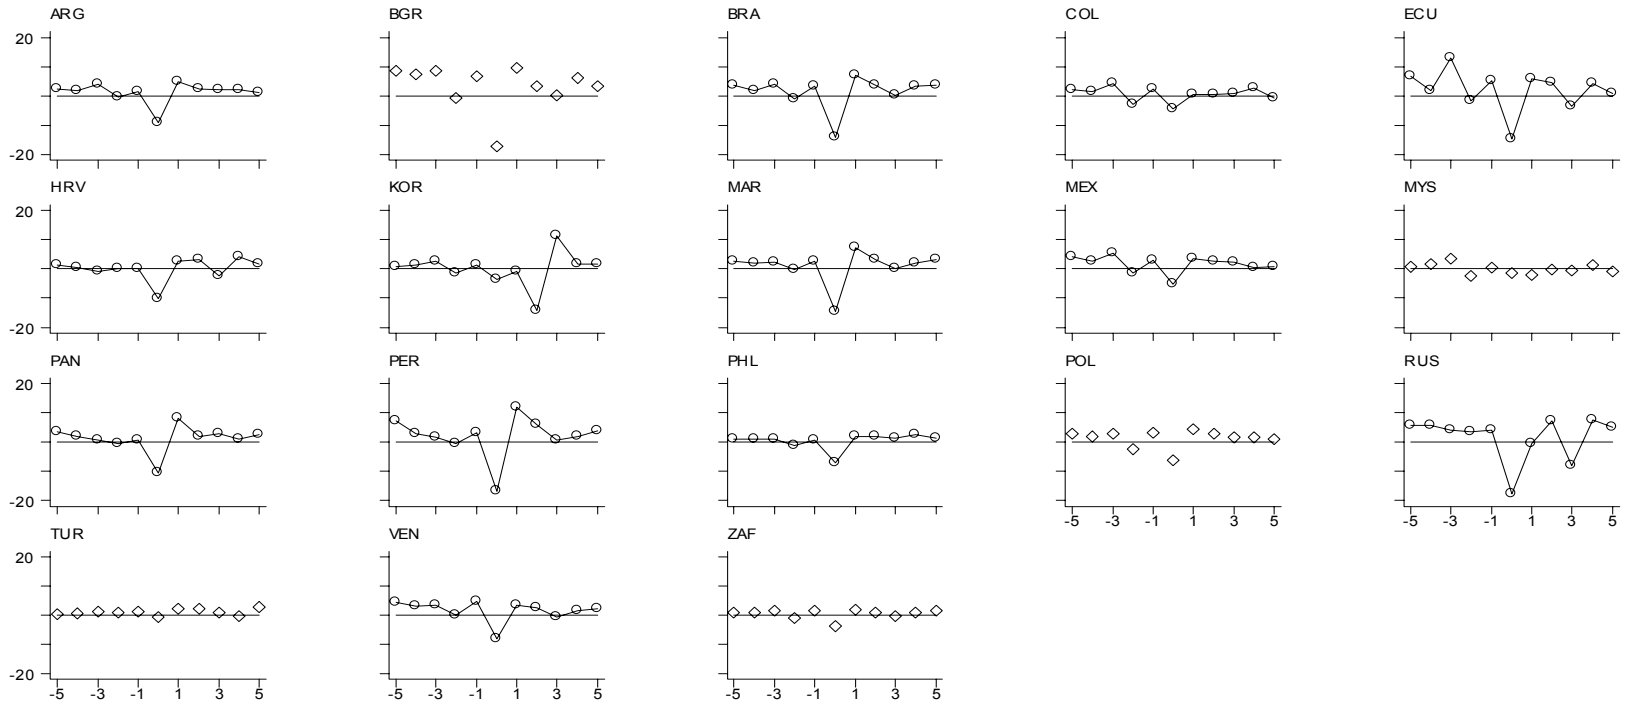 ARG BGR BRA COL ECU
20
-20
HRV KOR MAR MEX MYS
20
-20
PAN PER PHL POL RUS
20
-20
-5 -3 -1 1 3 5 -5 -3 -1 1 3 5
TUR VEN ZAF
20
-20
-5 -3 -1 1 3 5 -5 -3 -1 1 3 5 -5 -3 -1 1 3 5